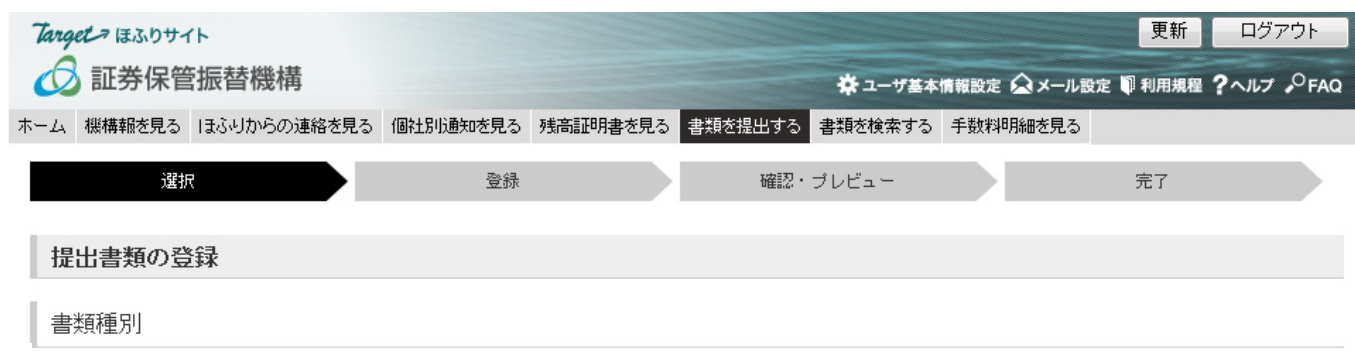 Target ほふりサイト 更新 ログアウト
証券保管振替機構
ユーザ基本情報設定 メール設定 利用規程 ?ヘルプ FAQ
ホーム 機構報を見る ほふりからの連絡を見る 個社別通知を見る 残高証明書を見る 書類を提出する 書類を検索する 手数料明細を見る
選択 登録 確認・プレビュー 完了
提出書類の登録
書類種別